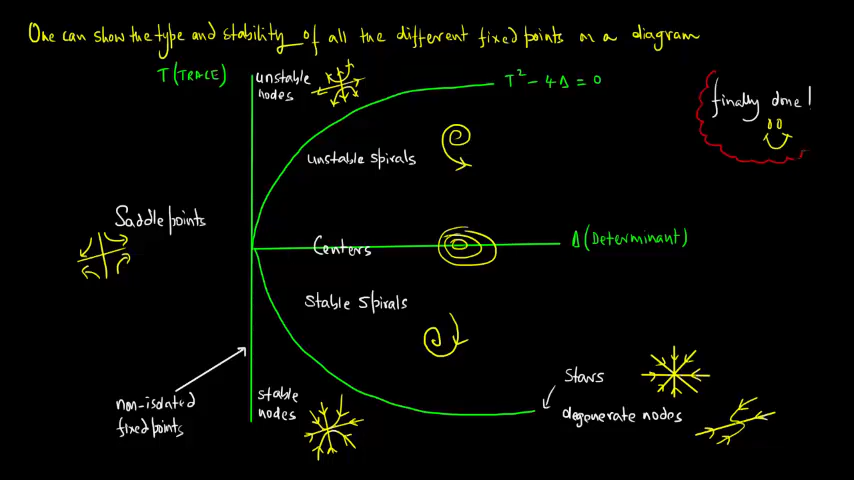 One can show the type and stability of all the different fixed points on a diagram
T (TRACE)
unstable
nodes
T² - 4Δ = 0
finally done!
unstable spirals
Saddle points
Centers
Δ (Determinant)
Stable Spirals
stable
nodes
non-isolated
fixed points
Stars
degenerate nodes